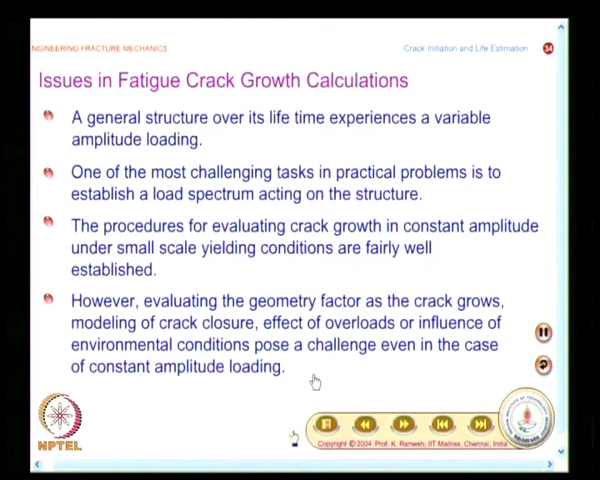 NGINEERING FRACTURE MECHANICS
Crack Initiation and Life Estimation
34
Issues in Fatigue Crack Growth Calculations
A general structure over its life time experiences a variable
amplitude loading.
One of the most challenging tasks in practical problems is to
establish a load spectrum acting on the structure.
The procedures for evaluating crack growth in constant amplitude
under small scale yielding conditions are fairly well
established.
However, evaluating the geometry factor as the crack grows,
modeling of crack closure, effect of overloads or influence of
environmental conditions pose a challenge even in the case
of constant amplitude loading.
NPTEL
Copyright © 2004 Prof. K. Ramesh, IIT Madras, Chennai, India